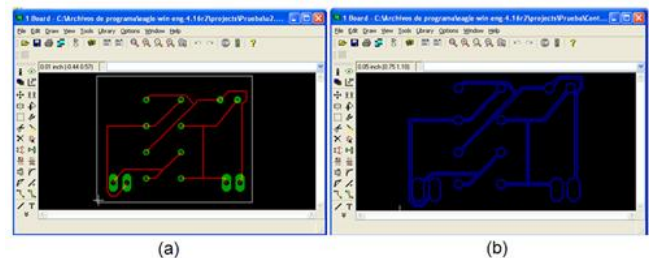 1 Board - C:\Archivos de programa\eagle win-eng-4.16r2\projects\Prueba\u2....
File Edit Draw View Tools Library Options Window Help
0.01 inch (0.44 0.57)
1 Board - C:\Archivos de programa\eagle win-eng-4.16r2\projects\Prueba\Cont...
File Edit Draw View Tools Library Options Window Help
0.05 inch (0.75 1.10)
(a)
(b)